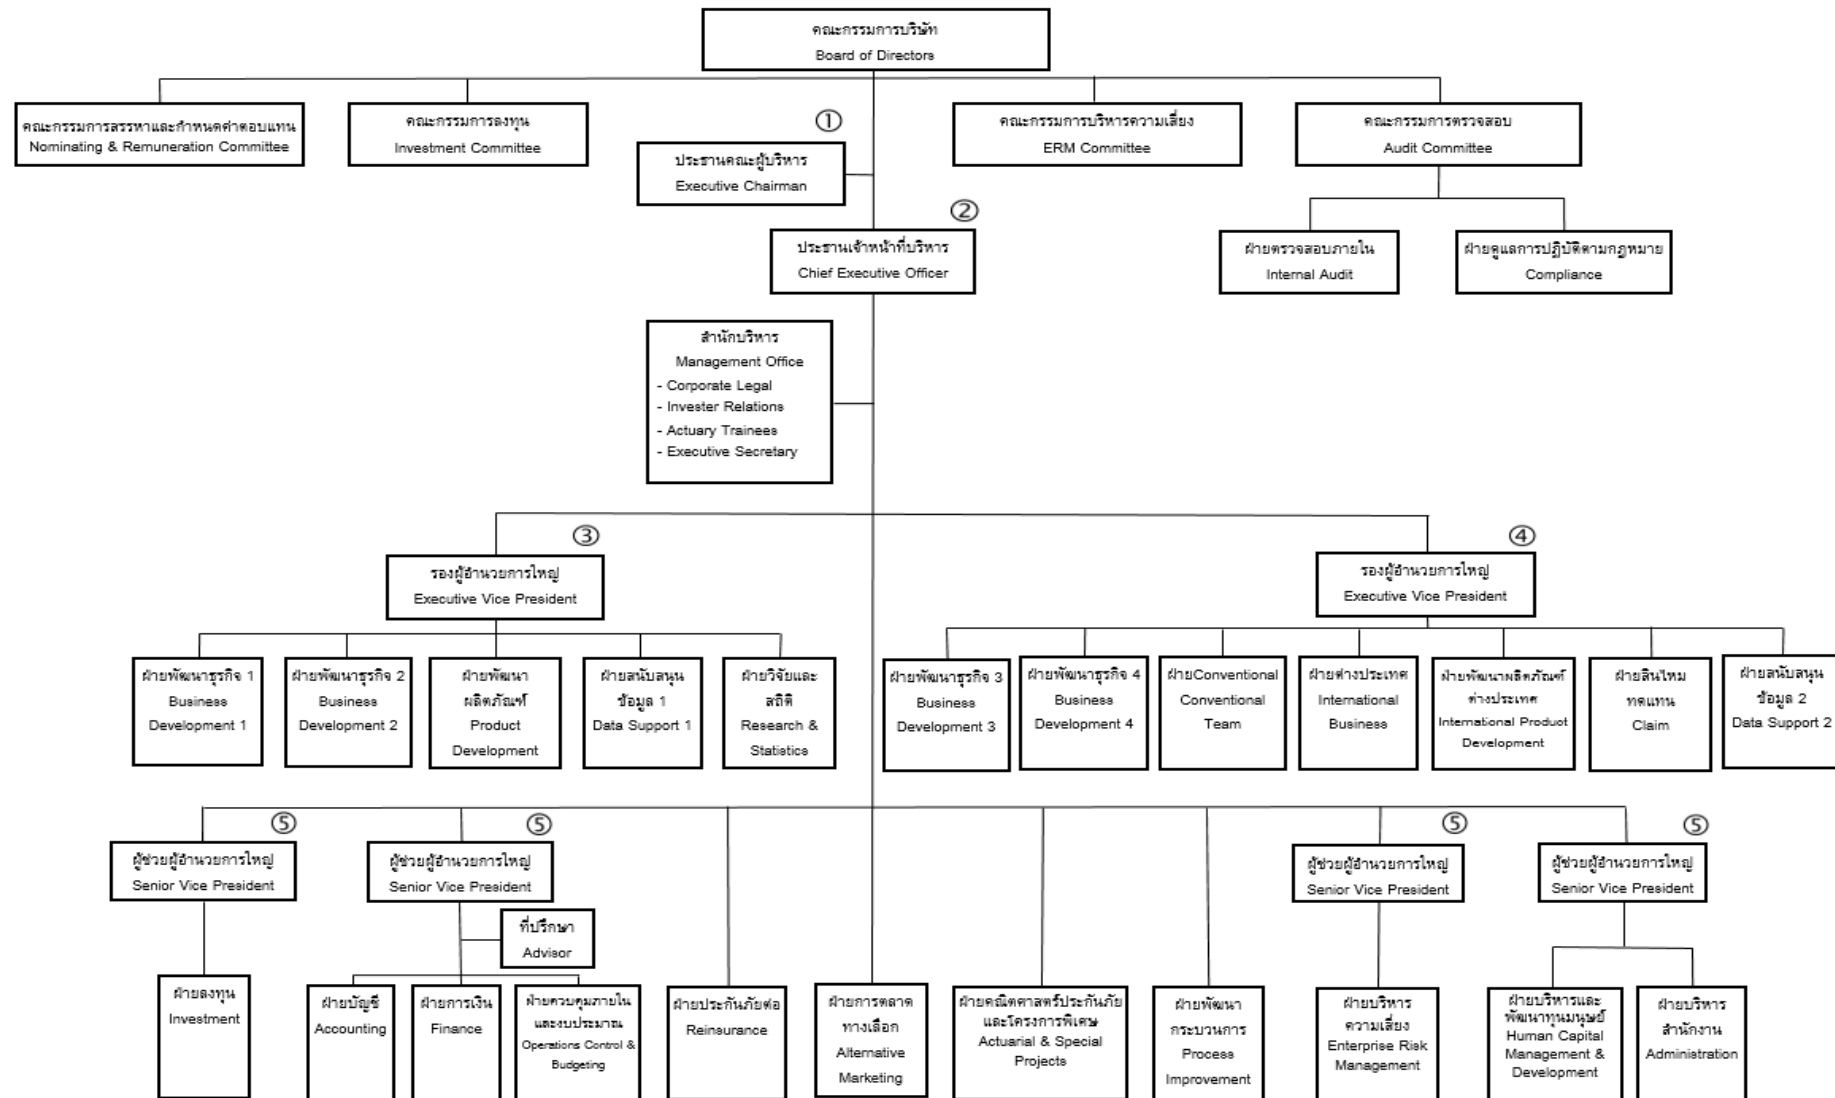 คณะกรรมการบริษัท
Board of Directors
คณะกรรมการสรรหาและกำหนดค่าตอบแทน
Nominating & Remuneration Committee
คณะกรรมการลงทุน
Investment Committee
คณะกรรมการบริหารความเสี่ยง
ERM Committee
คณะกรรมการตรวจสอบ
Audit Committee
①
ประธานคณะผู้บริหาร
Executive Chairman
②
ประธานเจ้าหน้าที่บริหาร
Chief Executive Officer
ฝ่ายตรวจสอบภายใน
Internal Audit
ฝ่ายดูแลการปฏิบัติตามกฎหมาย
Compliance
สำนักบริหาร
Management Office
- Corporate Legal
- Invester Relations
- Actuary Trainees
- Executive Secretary
③
รองผู้อำนวยการใหญ่
Executive Vice President
④
รองผู้อำนวยการใหญ่
Executive Vice President
ฝ่ายพัฒนาธุรกิจ 1
Business
Development 1
ฝ่ายพัฒนาธุรกิจ 2
Business
Development 2
ฝ่ายพัฒนา
ผลิตภัณฑ์
Product
Development
ฝ่ายสนับสนุน
ข้อมูล 1
Data Support 1
ฝ่ายวิจัยและ
สถิติ
Research &
Statistics
ฝ่ายพัฒนาธุรกิจ 3
Business
Development 3
ฝ่ายพัฒนาธุรกิจ 4
Business
Development 4
ฝ่ายConventional
Conventional
Team
ฝ่ายต่างประเทศ
International
Business
ฝ่ายพัฒนาผลิตภัณฑ์
ต่างประเทศ
International Product
Development
ฝ่ายสินไหม
ทดแทน
Claim
ฝ่ายสนับสนุน
ข้อมูล 2
Data Support 2
⑤
ผู้ช่วยผู้อำนวยการใหญ่
Senior Vice President
⑤
ผู้ช่วยผู้อำนวยการใหญ่
Senior Vice President
⑤
ผู้ช่วยผู้อำนวยการใหญ่
Senior Vice President
⑤
ผู้ช่วยผู้อำนวยการใหญ่
Senior Vice President
ที่ปรึกษา
Advisor
ฝ่ายลงทุน
Investment
ฝ่ายบัญชี
Accounting
ฝ่ายการเงิน
Finance
ฝ่ายควบคุมภายใน
และงบประมาณ
Operations Control &
Budgeting
ฝ่ายประกันภัยต่อ
Reinsurance
ฝ่ายการตลาด
ทางเลือก
Alternative
Marketing
ฝ่ายคณิตศาสตร์ประกันภัย
และโครงการพิเศษ
Actuarial & Special
Projects
ฝ่ายพัฒนา
กระบวนการ
Process
Improvement
ฝ่ายบริหาร
ความเสี่ยง
Enterprise Risk
Management
ฝ่ายบริหารและ
พัฒนาทุนมนุษย์
Human Capital
Management &
Development
ฝ่ายบริหาร
สำนักงาน
Administration